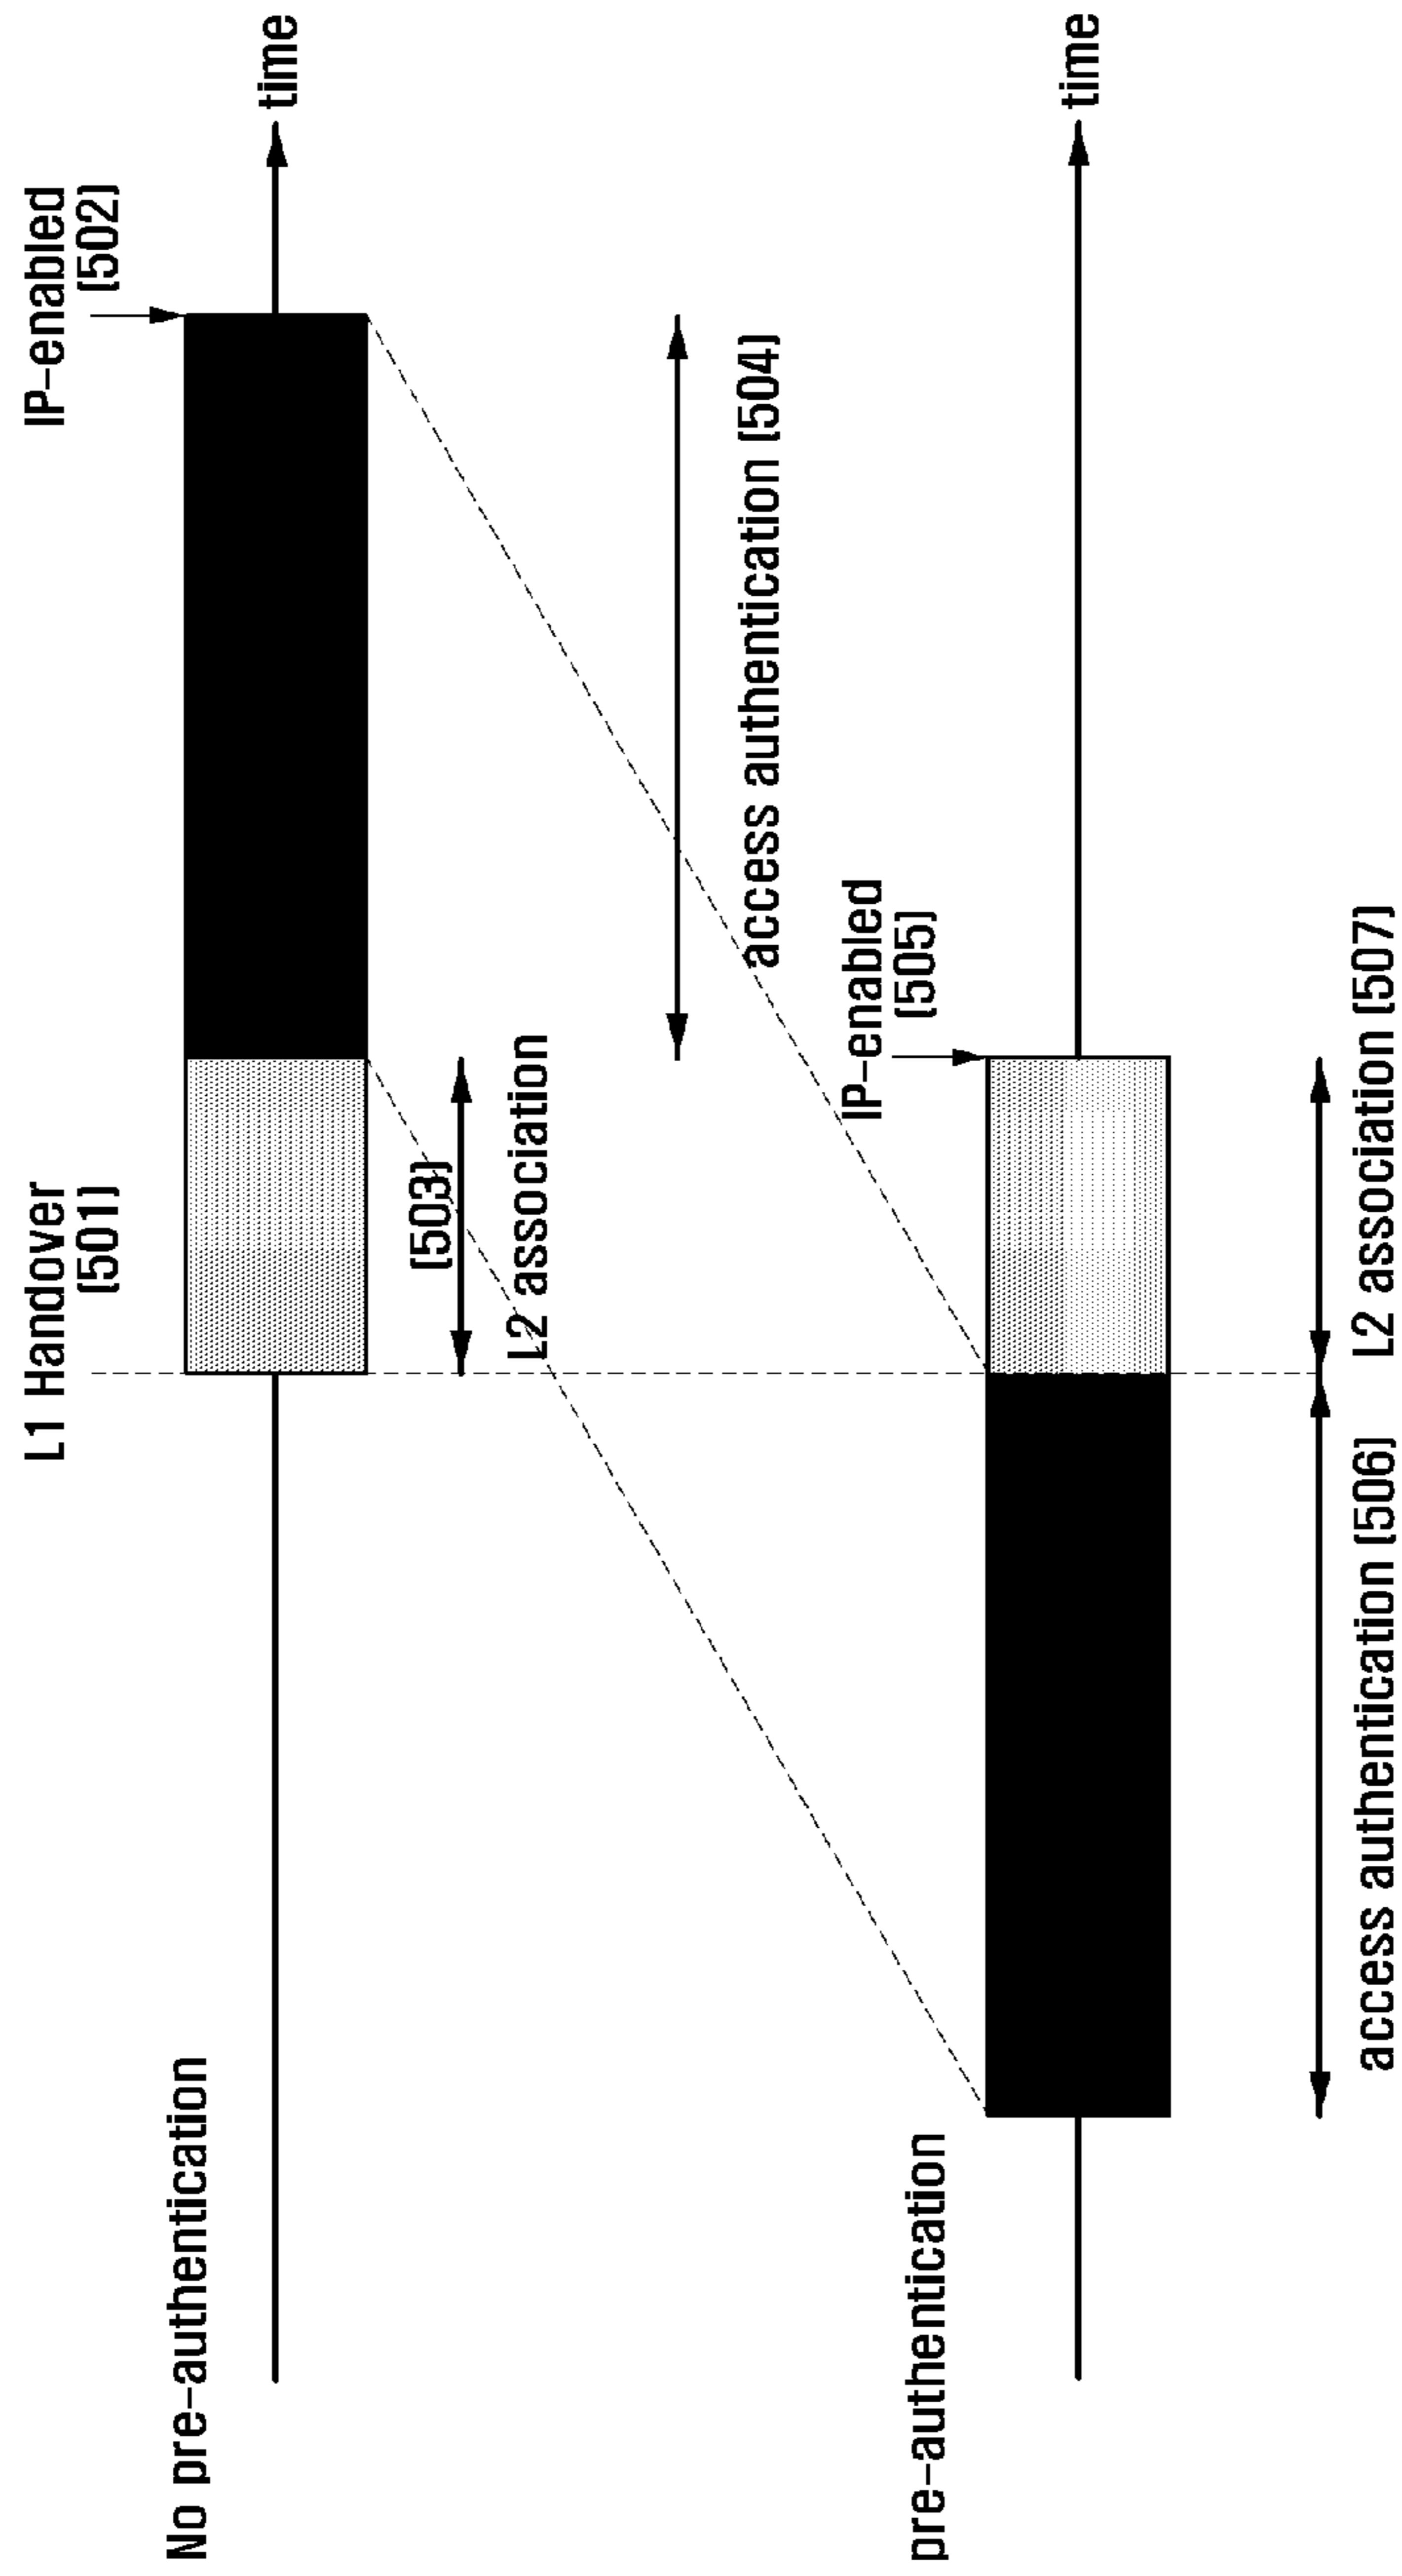 L1 Handover
(501)
IP-enabled
(502)
No pre-authentication
time
(503)
L2 association
access authentication (504)
IP-enabled
(505)
pre-authentication
time
access authentication (506)
L2 association (507)